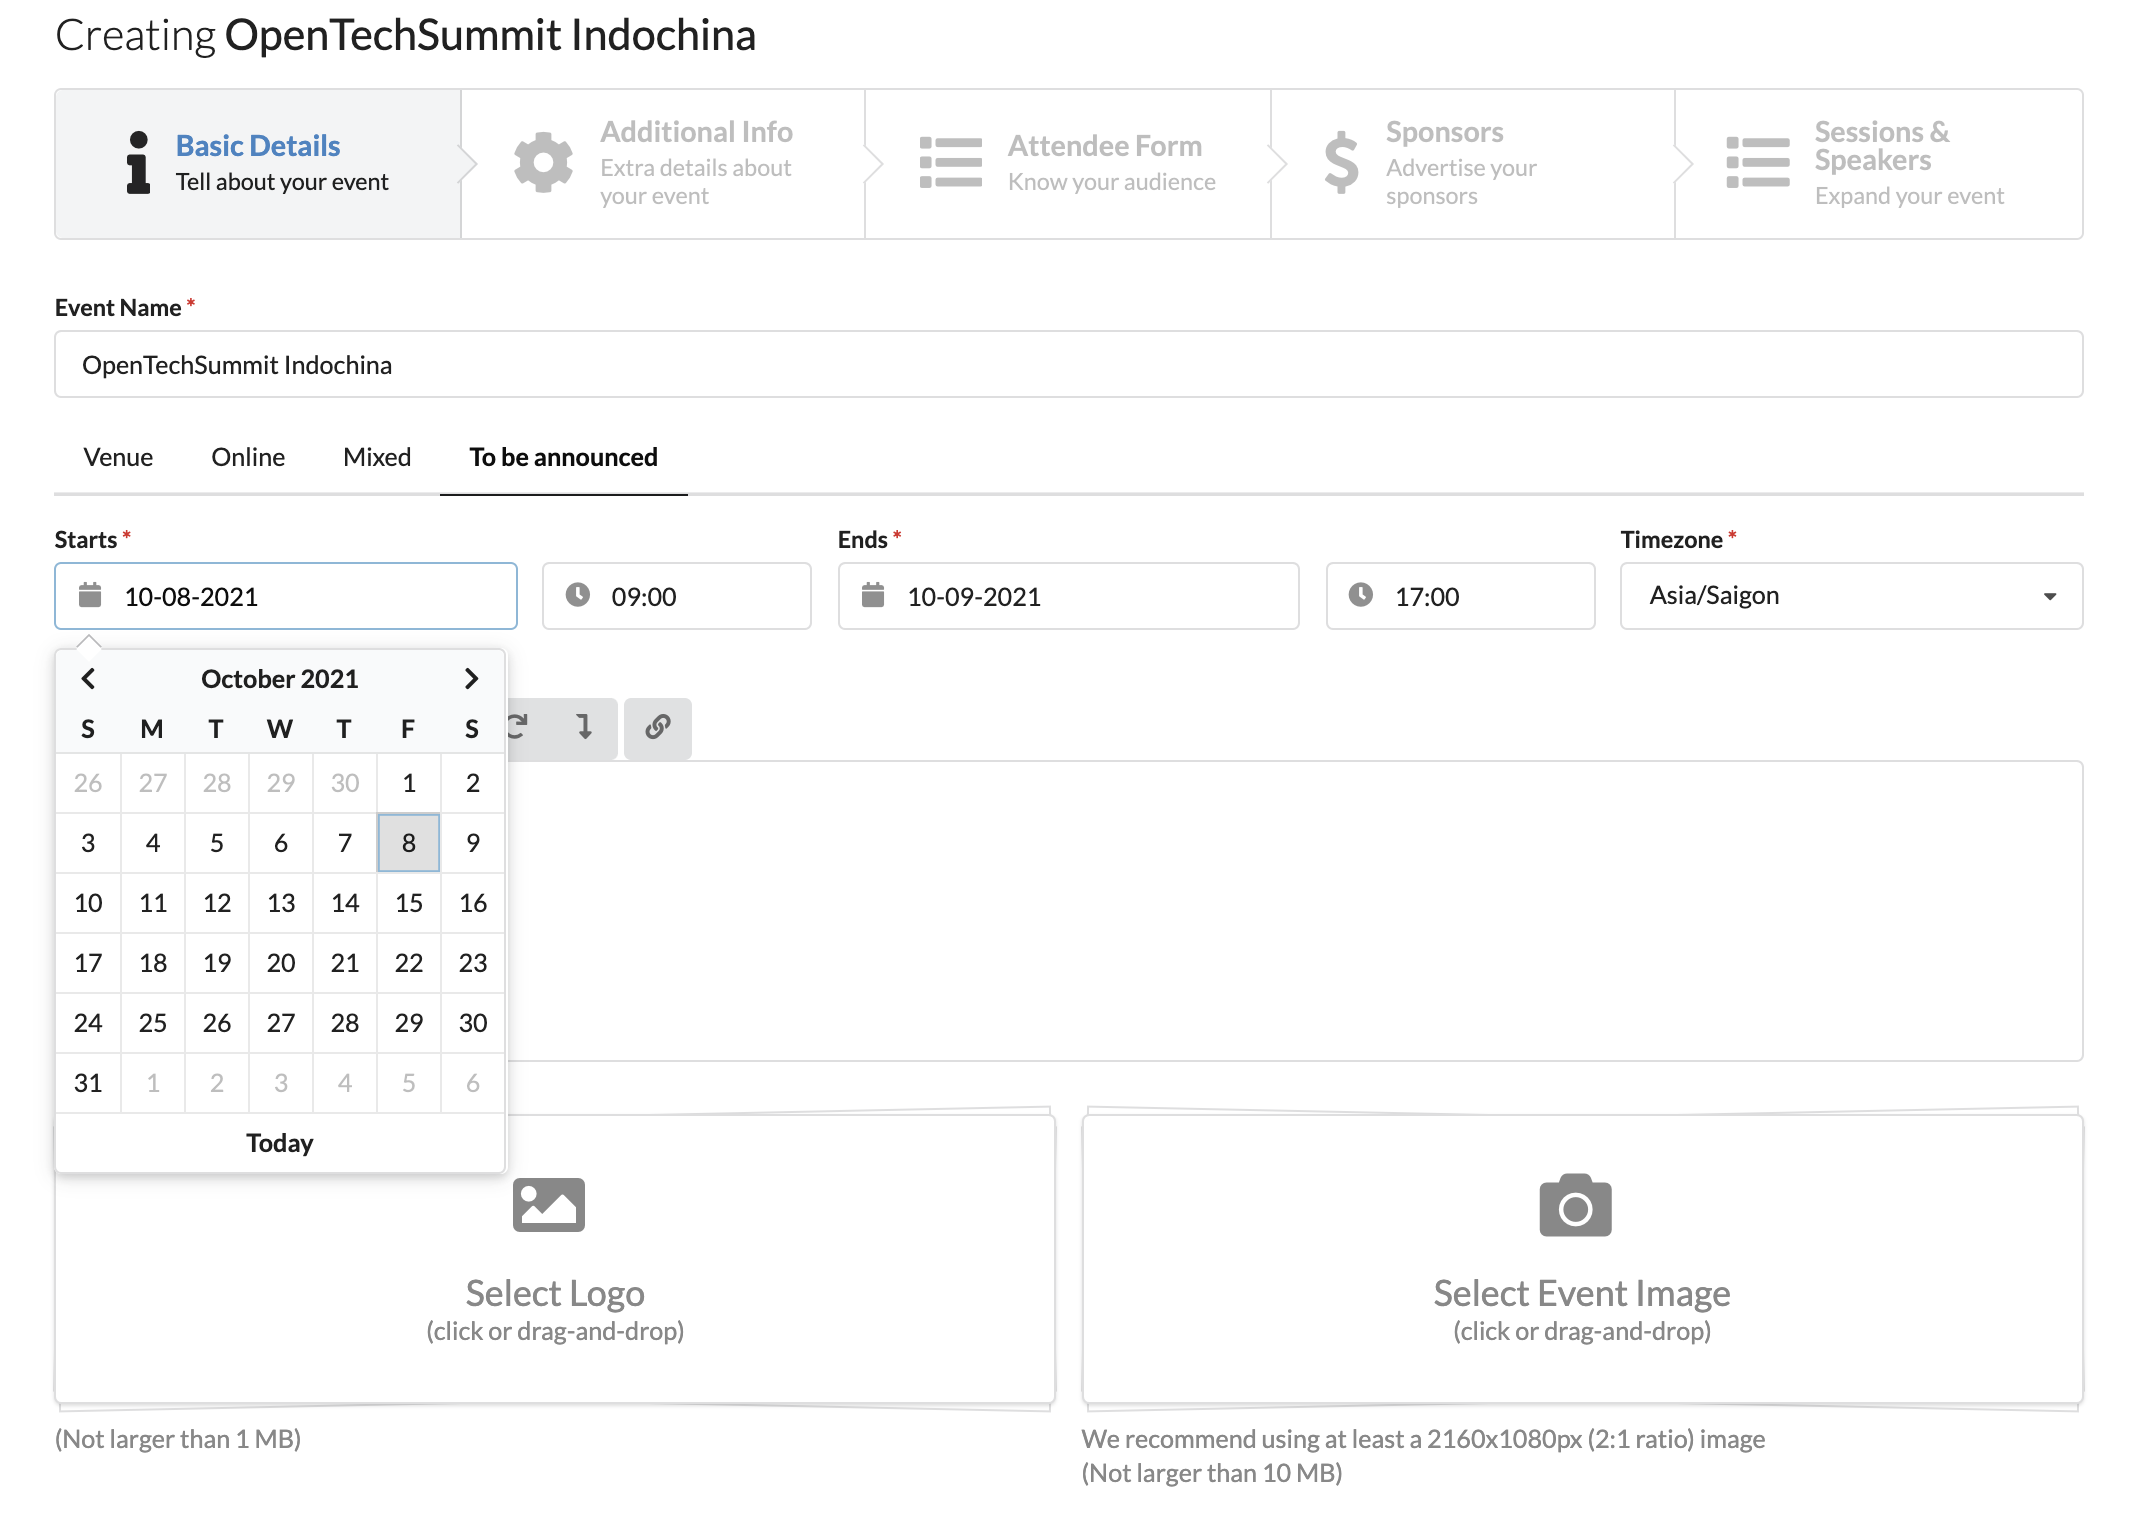 Creating OpenTechSummit Indochina
Basic Details
Tell about your event
Additional Info
Extra details about
your event
Attendee Form
Know your audience
Sponsors
Advertise your
sponsors
Sessions &
Speakers
Expand your event
Event Name *
OpenTechSummit Indochina
Venue Online Mixed To be announced
Starts * Ends * Timezone *
10-08-2021 09:00 10-09-2021 17:00 Asia/Saigon
October 2021
S M T W T F S
26 27 28 29 30 1 2
3 4 5 6 7 8 9
10 11 12 13 14 15 16
17 18 19 20 21 22 23
24 25 26 27 28 29 30
31 1 2 3 4 5 6
Today
Select Logo
(click or drag-and-drop)
Select Event Image
(click or drag-and-drop)
(Not larger than 1 MB)
We recommend using at least a 2160x1080px (2:1 ratio) image
(Not larger than 10 MB)